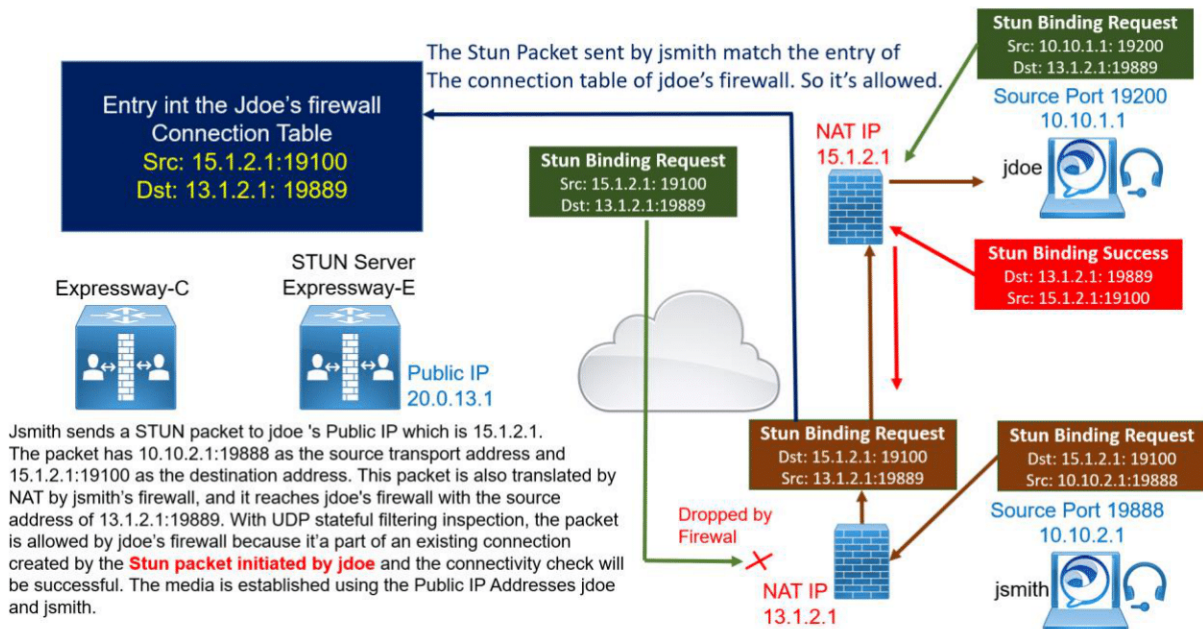 The Stun Packet sent by jsmith match the entry of
The connection table of jdoe's firewall. So it's allowed.
Entry int the Jdoe's firewall
Connection Table
Src: 15.1.2.1:19100
Dst: 13.1.2.1: 19889
Stun Binding Request
Src: 10.10.1.1: 19200
Dst: 13.1.2.1:19889
Source Port 19200
10.10.1.1
jdoe
NAT IP
15.1.2.1
Stun Binding Request
Src: 15.1.2.1: 19100
Dst: 13.1.2.1:19889
Stun Binding Success
Dst: 13.1.2.1: 19889
Src: 15.1.2.1:19100
Expressway-C
STUN Server
Expressway-E
Public IP
20.0.13.1
Jsmith sends a STUN packet to jdoe 's Public IP which is 15.1.2.1.
The packet has 10.10.2.1:19888 as the source transport address and
15.1.2.1:19100 as the destination address. This packet is also translated by
NAT by jsmith's firewall, and it reaches jdoe's firewall with the source
address of 13.1.2.1:19889. With UDP stateful filtering inspection, the packet
is allowed by jdoe's firewall because it'a part of an existing connection
created by the Stun packet initiated by jdoe and the connectivity check will
be successful. The media is established using the Public IP Addresses jdoe
and jsmith.
Stun Binding Request
Dst: 15.1.2.1: 19100
Src: 13.1.2.1:19889
Stun Binding Request
Dst: 15.1.2.1: 19100
Src: 10.10.2.1:19888
Dropped by
Firewal
NAT IP
13.1.2.1
Source Port 19888
10.10.2.1
jsmith